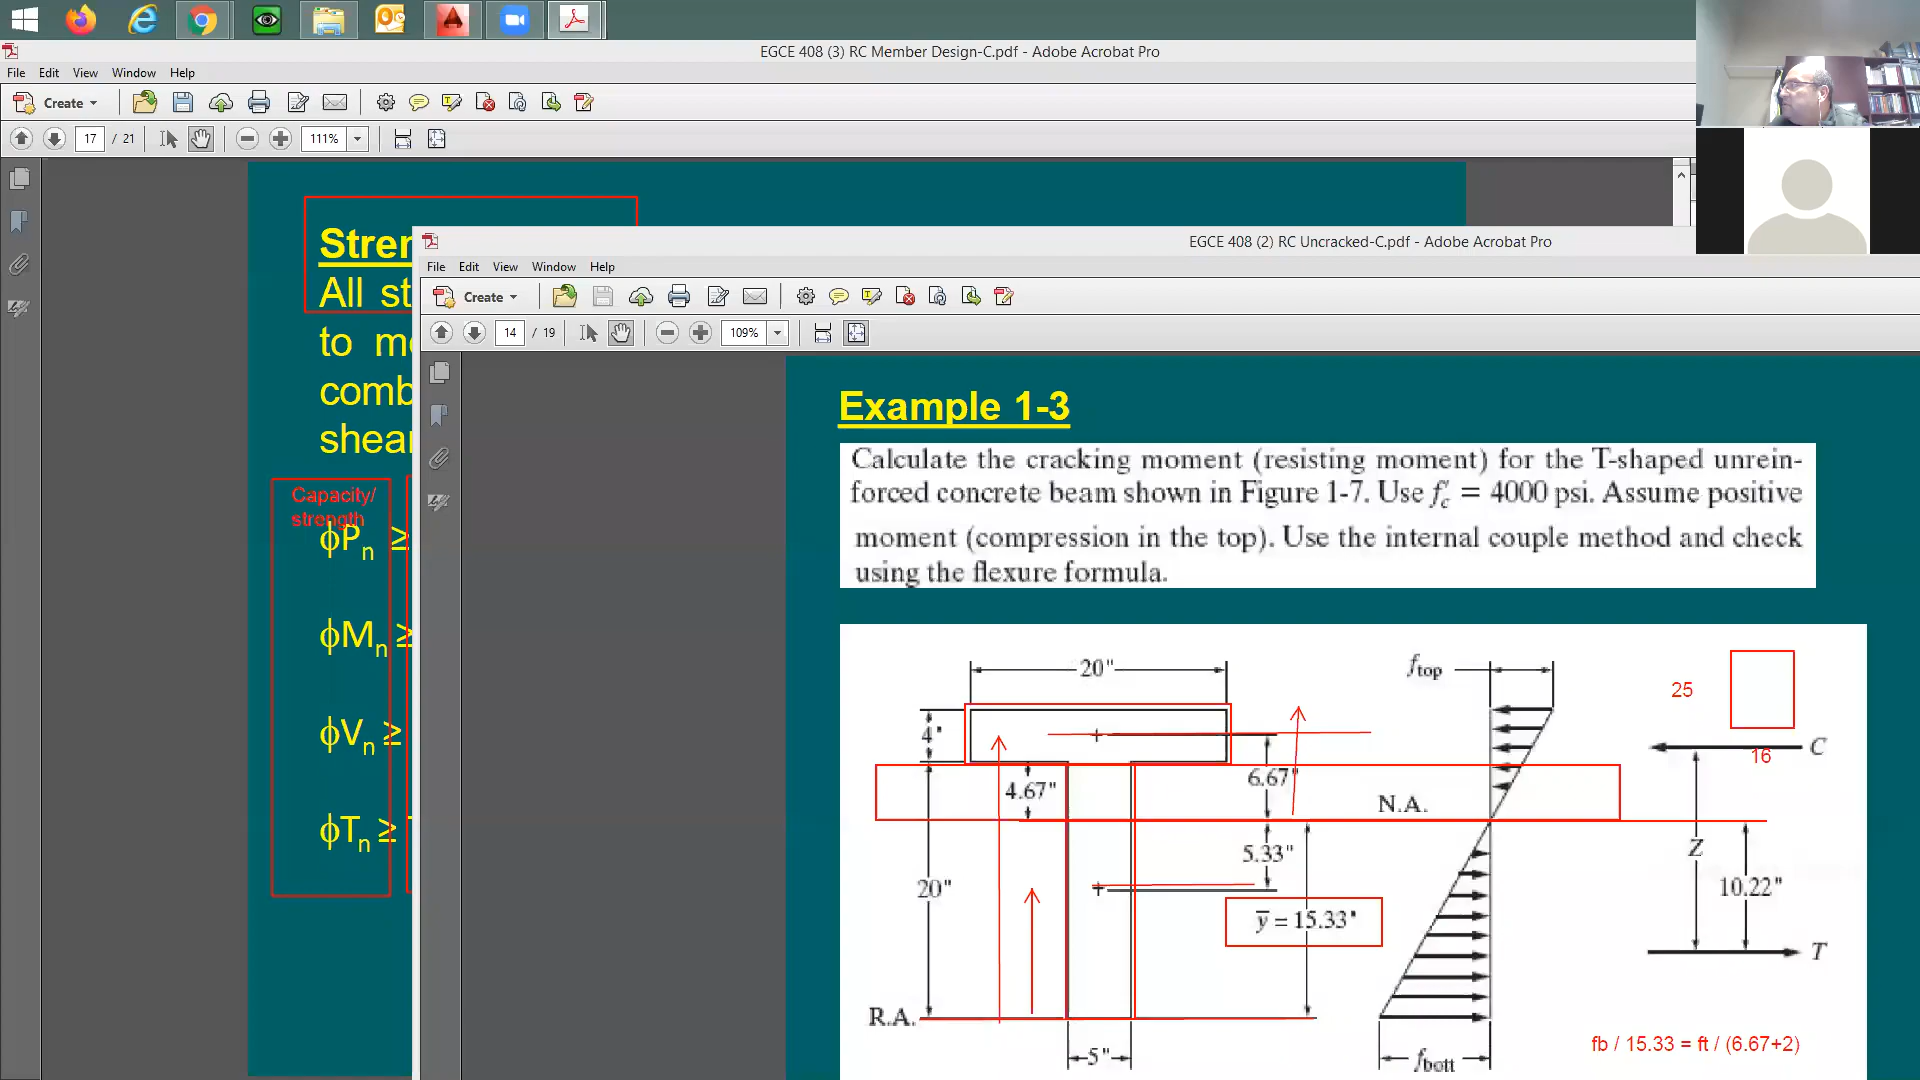 EGCE 408 (3) RC Member Design-C.pdf - Adobe Acrobat Pro
File Edit View Window Help
Create
17 / 21
111%
Stren
All st
to mo
comb
shear
Capacity/
strength
ϕPn ≥
ϕMn ≥
ϕVn ≥
ϕTn ≥
EGCE 408 (2) RC Uncracked-C.pdf - Adobe Acrobat Pro
File Edit View Window Help
Create
14 / 19
109%
Example 1-3
Calculate the cracking moment (resisting moment) for the T-shaped unrein-
forced concrete beam shown in Figure 1-7. Use f′c = 4000 psi. Assume positive
moment (compression in the top). Use the internal couple method and check
using the flexure formula.
20"
ftop
25
4"
16
C
4.67"
6.67"
N.A.
5.33"
Z
20"
10.22"
y̅ = 15.33"
T
R.A.
5"
fbott
fb / 15.33 = ft / (6.67+2)